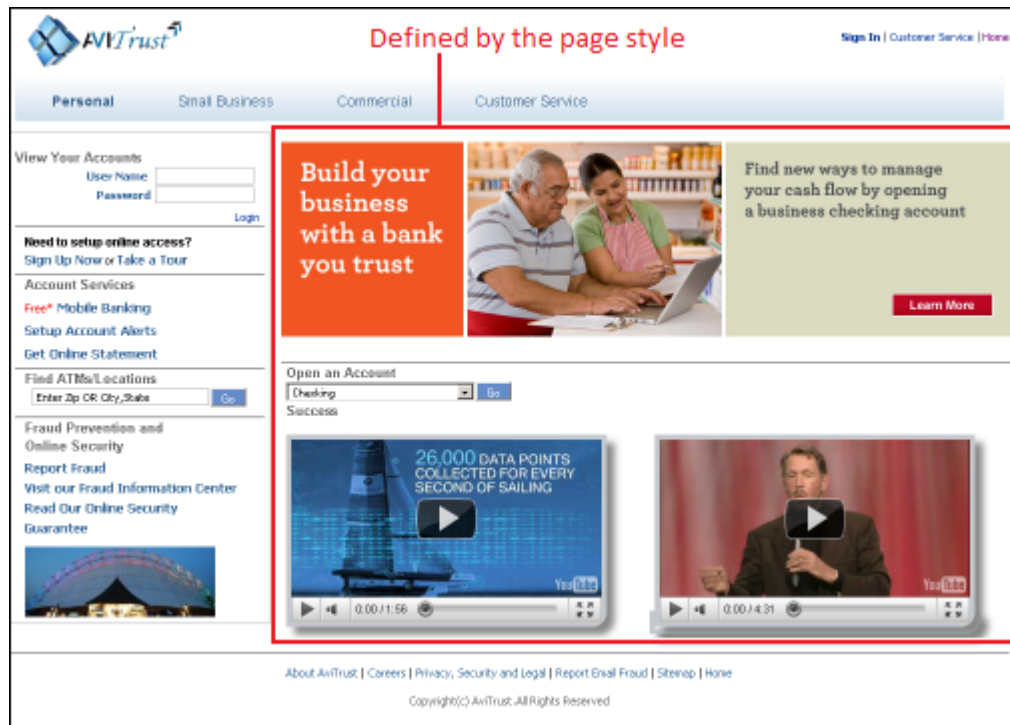 AVITrust
Defined by the page style
Sign In | Customer Service | Home
Personal Small Business Commercial Customer Service
View Your Accounts
User Name
Password
Login
Need to setup online access?
Sign Up Now or Take a Tour
Account Services
Free* Mobile Banking
Setup Account Alerts
Get Online Statement
Find ATMs/Locations
Enter Zip OR City,State Go
Fraud Prevention and
Online Security
Report Fraud
Visit our Fraud Information Center
Read Our Online Security
Guarantee
Build your
business
with a bank
you trust
Find new ways to manage
your cash flow by opening
a business checking account
Learn More
Open an Account
Checking Go
Success
26,000 DATA POINTS
COLLECTED FOR EVERY
SECOND OF SAILING
YouTube
0:00 / 1:56
YouTube
0:00 / 4:31
About AviTrust | Careers | Privacy, Security and Legal | Report Email Fraud | Sitemap | Home
Copyright(c) AviTrust .All Rights Reserved